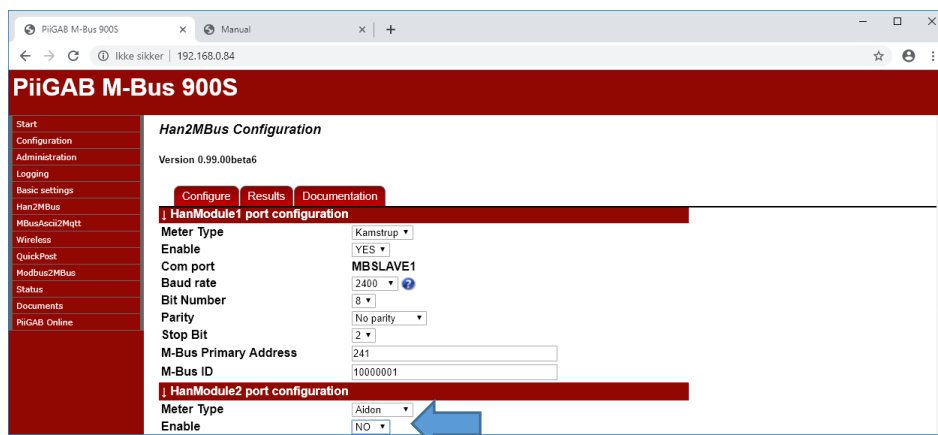 PiiGAB M-Bus 900S
Manual
Ikke sikker | 192.168.0.84
PiiGAB M-Bus 900S
Start
Configuration
Administration
Logging
Basic settings
Han2MBus
MBusAscii2Mqtt
Wireless
QuickPost
Modbus2MBus
Status
Documents
PiiGAB Online
Han2MBus Configuration
Version 0.99.00beta6
Configure Results Documentation
↓ HanModule1 port configuration
Meter Type Kamstrup
Enable YES
Com port MBSLAVE1
Baud rate 2400
Bit Number 8
Parity No parity
Stop Bit 2
M-Bus Primary Address 241
M-Bus ID 10000001
↓ HanModule2 port configuration
Meter Type Aidon
Enable NO